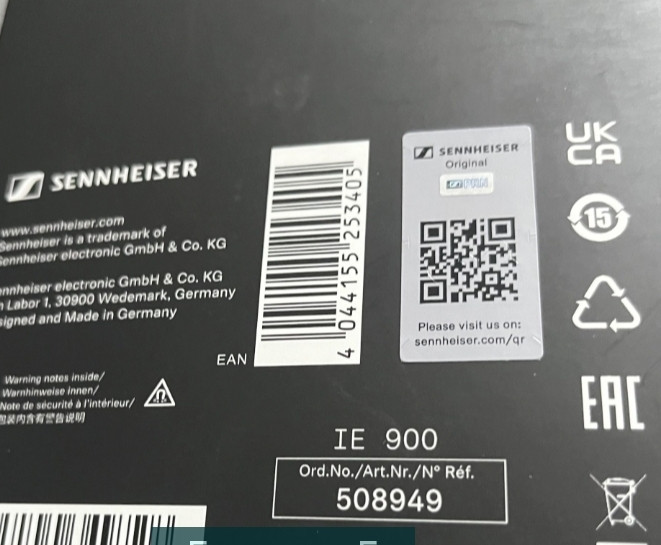 SENNHEISER
www.sennheiser.com
Sennheiser is a trademark of
Sennheiser electronic GmbH & Co. KG
nnheiser electronic GmbH & Co. KG
Labor 1, 30900 Wedemark, Germany
signed and Made in Germany
Warning notes inside/
Warnhinweise innen/
Note de sécurité à l'intérieur/
包装内含有警告说明
EAN
4 044155 253405
SENNHEISER
Original
Please visit us on:
sennheiser.com/qr
UK
CA
15
EAC
IE 900
Ord.No./Art.Nr./N° Réf.
508949